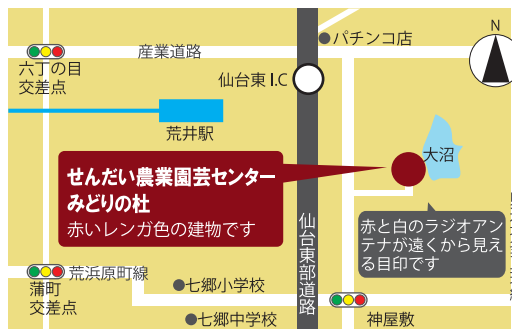 パチンコ店
N
産業道路
六丁の目
交差点
仙台東 I.C
荒井駅
大沼
せんだい農業園芸センター
みどりの杜
赤いレンガ色の建物です
仙台東部道路
赤と白のラジオアン
テナが遠くから見え
る目印です
荒浜原町線
蒲町
交差点
七郷小学校
七郷中学校
神屋敷